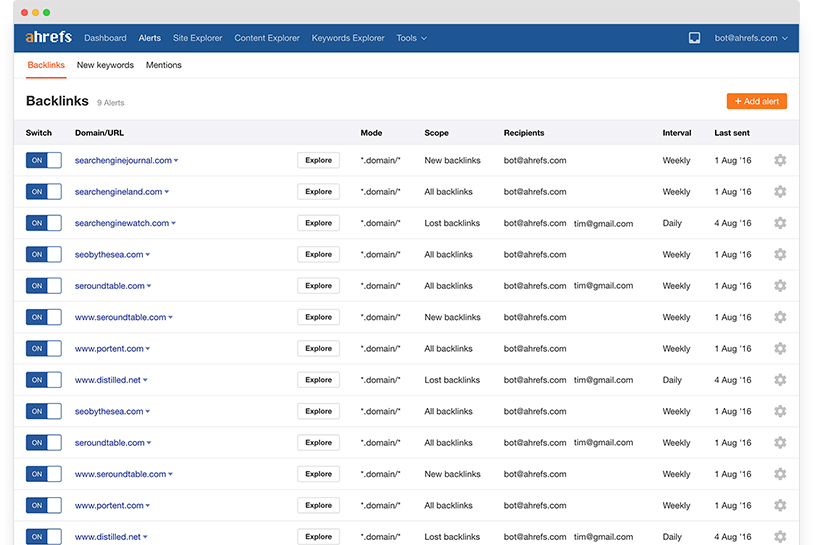 ahrefs Dashboard Alerts Site Explorer Content Explorer Keywords Explorer Tools bot@ahrefs.com
Backlinks New keywords Mentions
Backlinks 9 Alerts + Add alert
Switch Domain/URL Mode Scope Recipients Interval Last sent
ON searchenginejournal.com Explore *.domain/* New backlinks bot@ahrefs.com Weekly 1 Aug '16
ON searchengineland.com Explore *.domain/* All backlinks bot@ahrefs.com Weekly 1 Aug '16
ON searchenginewatch.com Explore *.domain/* Lost backlinks bot@ahrefs.com tim@gmail.com Daily 4 Aug '16
ON seobythesea.com Explore *.domain/* All backlinks bot@ahrefs.com Weekly 1 Aug '16
ON seroundtable.com Explore *.domain/* All backlinks bot@ahrefs.com tim@gmail.com Weekly 1 Aug '16
ON www.seroundtable.com Explore *.domain/* New backlinks bot@ahrefs.com Weekly 1 Aug '16
ON www.portent.com Explore *.domain/* All backlinks bot@ahrefs.com Weekly 1 Aug '16
ON www.distilled.net Explore *.domain/* Lost backlinks bot@ahrefs.com tim@gmail.com Daily 4 Aug '16
ON seobythesea.com Explore *.domain/* All backlinks bot@ahrefs.com Weekly 1 Aug '16
ON seroundtable.com Explore *.domain/* All backlinks bot@ahrefs.com tim@gmail.com Weekly 1 Aug '16
ON www.seroundtable.com Explore *.domain/* New backlinks bot@ahrefs.com Weekly 1 Aug '16
ON www.portent.com Explore *.domain/* All backlinks bot@ahrefs.com Weekly 1 Aug '16
ON www.distilled.net Explore *.domain/* Lost backlinks bot@ahrefs.com tim@gmail.com Daily 4 Aug '16